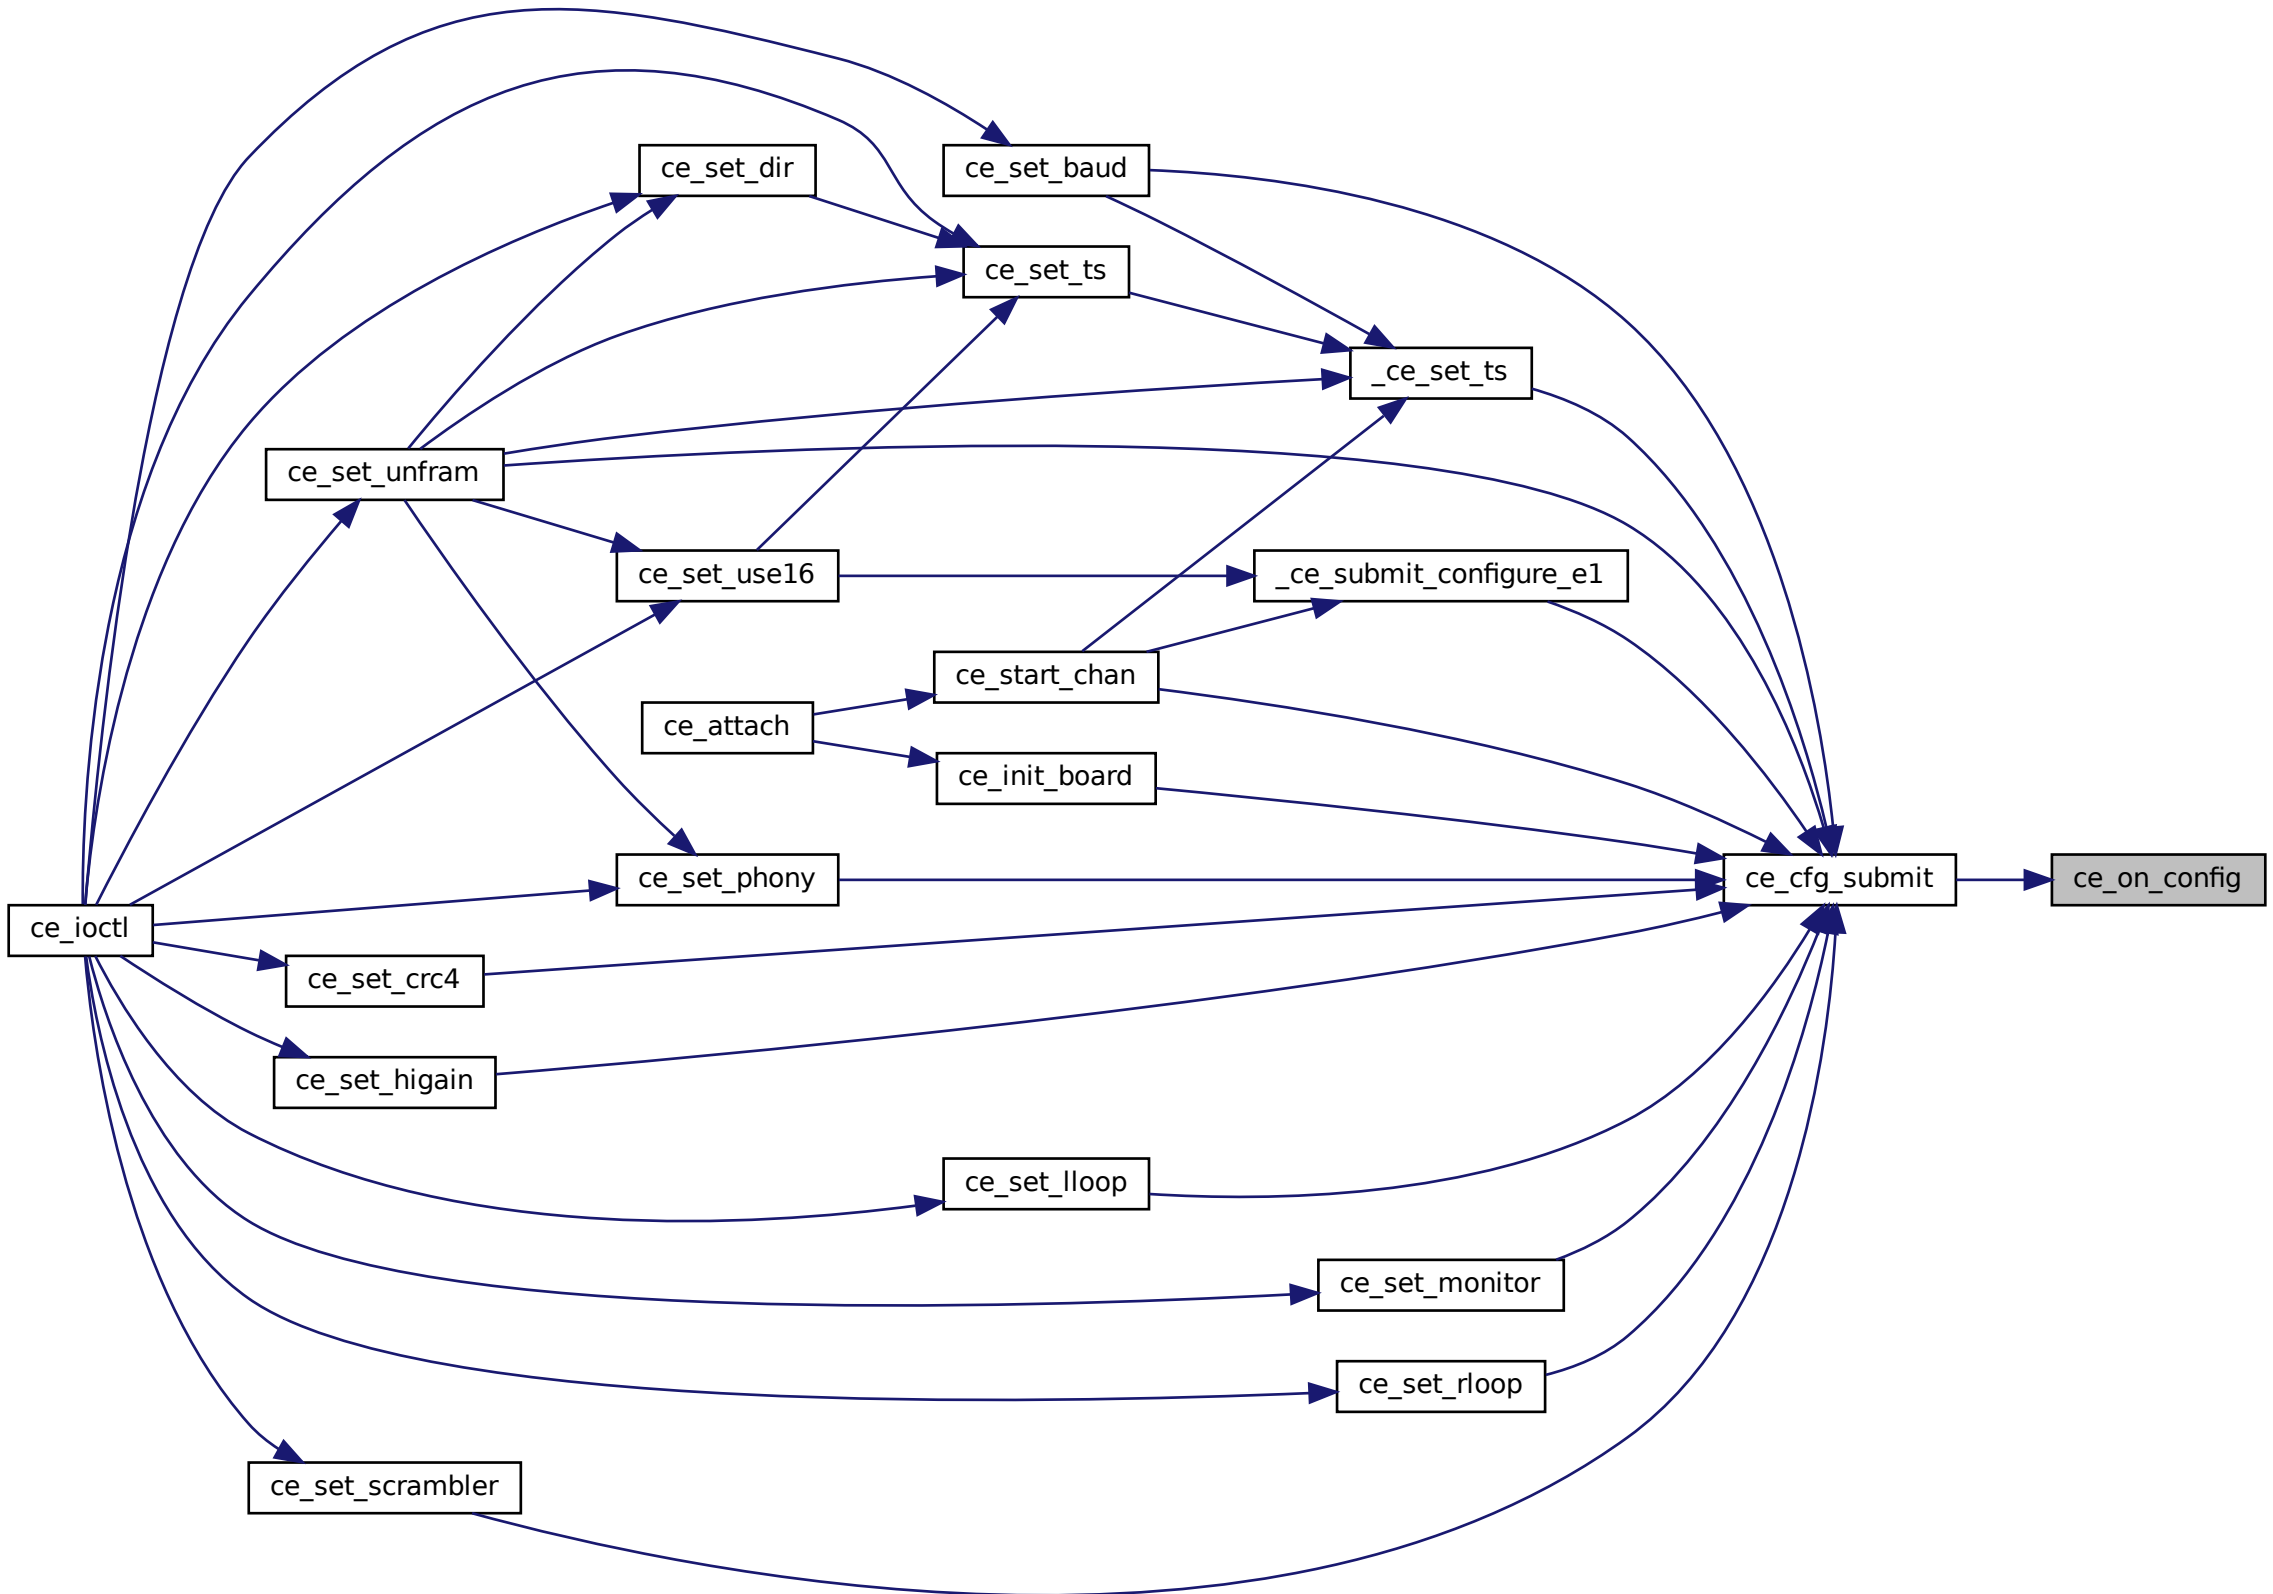 ce_set_dir
ce_set_baud
ce_set_ts
_ce_set_ts
ce_set_unfram
ce_set_use16
_ce_submit_configure_e1
ce_start_chan
ce_attach
ce_init_board
ce_set_phony
ce_cfg_submit
ce_on_config
ce_ioctl
ce_set_crc4
ce_set_higain
ce_set_lloop
ce_set_monitor
ce_set_rloop
ce_set_scrambler